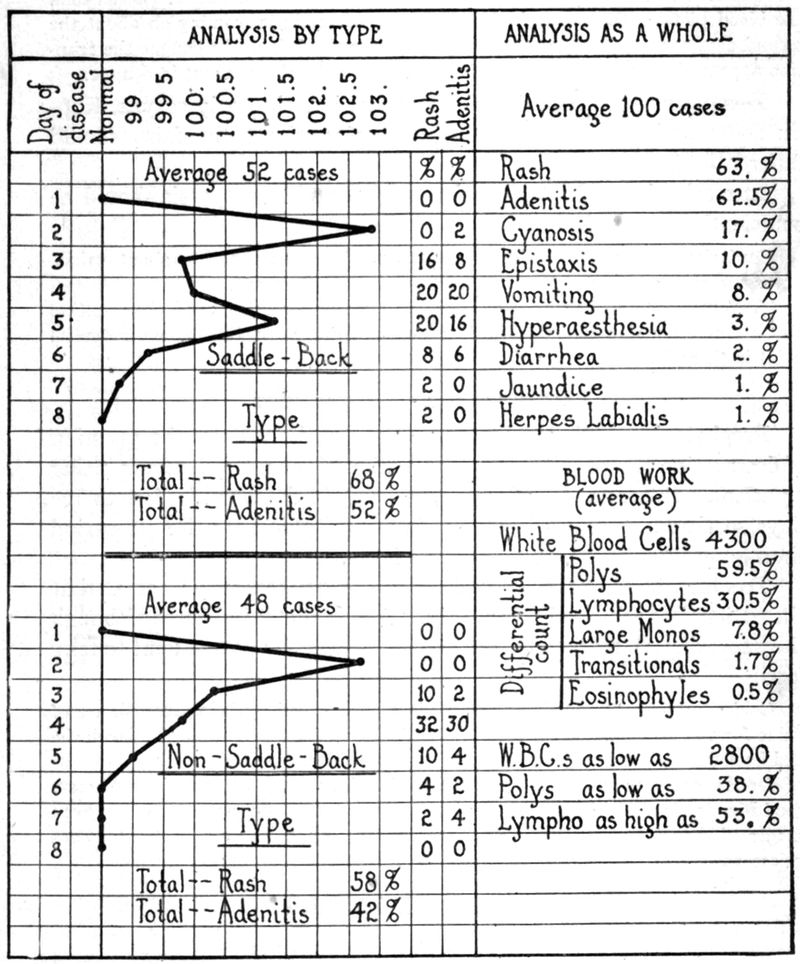 ANALYSIS BY TYPE
ANALYSIS AS A WHOLE
Day of disease
Normal
99
99 5
100.
100.5
101.
101.5
102.
102.5
103.
Rash
Adenitis
Average 100 cases
Average 52 cases % %
1 0 0
2 0 2
3 16 8
4 20 20
5 20 16
6 Saddle-Back 8 6
7 2 0
8 Type 2 0
Total -- Rash 68 %
Total -- Adenitis 52 %
Average 48 cases
1 0 0
2 0 0
3 10 2
4 32 30
5 Non-Saddle-Back 10 4
6 4 2
7 Type 2 4
8 0 0
Total -- Rash 58 %
Total -- Adenitis 42 %
Rash 63. %
Adenitis 62.5%
Cyanosis 17. %
Epistaxis 10. %
Vomiting 8. %
Hyperaesthesia 3. %
Diarrhea 2. %
Jaundice 1. %
Herpes Labialis 1. %
BLOOD WORK
(average)
White Blood Cells 4300
Differential count
Polys 59.5%
Lymphocytes 30.5%
Large Monos 7.8%
Transitionals 1.7%
Eosinophyles 0.5%
W.B.C.s as low as 2800
Polys as low as 38. %
Lympho as high as 53. %